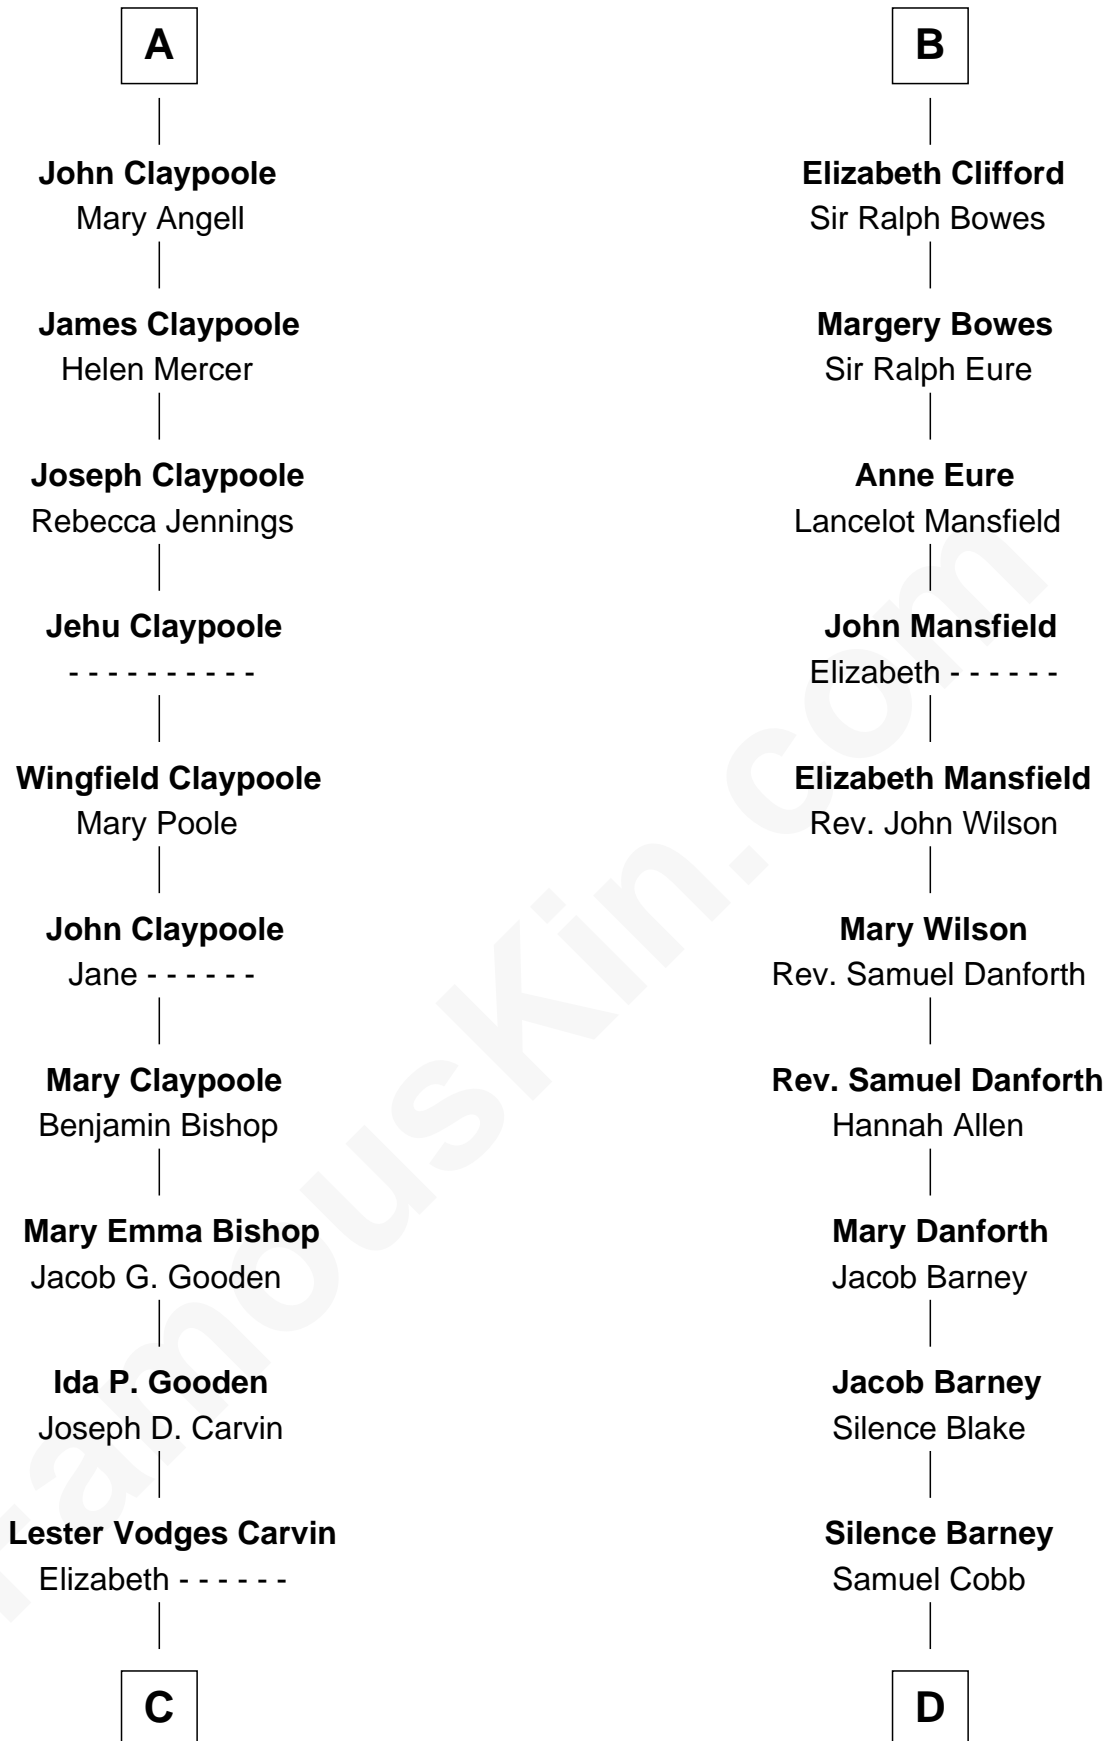 A
John Claypoole
Mary Angell
James Claypoole
Helen Mercer
Joseph Claypoole
Rebecca Jennings
Jehu Claypoole
- - - - - - - - - -
Wingfield Claypoole
Mary Poole
John Claypoole
Jane - - - - - -
Mary Claypoole
Benjamin Bishop
Mary Emma Bishop
Jacob G. Gooden
Ida P. Gooden
Joseph D. Carvin
Lester Vodges Carvin
Elizabeth - - - - - -
C
B
Elizabeth Clifford
Sir Ralph Bowes
Margery Bowes
Sir Ralph Eure
Anne Eure
Lancelot Mansfield
John Mansfield
Elizabeth - - - - - -
Elizabeth Mansfield
Rev. John Wilson
Mary Wilson
Rev. Samuel Danforth
Rev. Samuel Danforth
Hannah Allen
Mary Danforth
Jacob Barney
Jacob Barney
Silence Blake
Silence Barney
Samuel Cobb
D
FamousKin.com